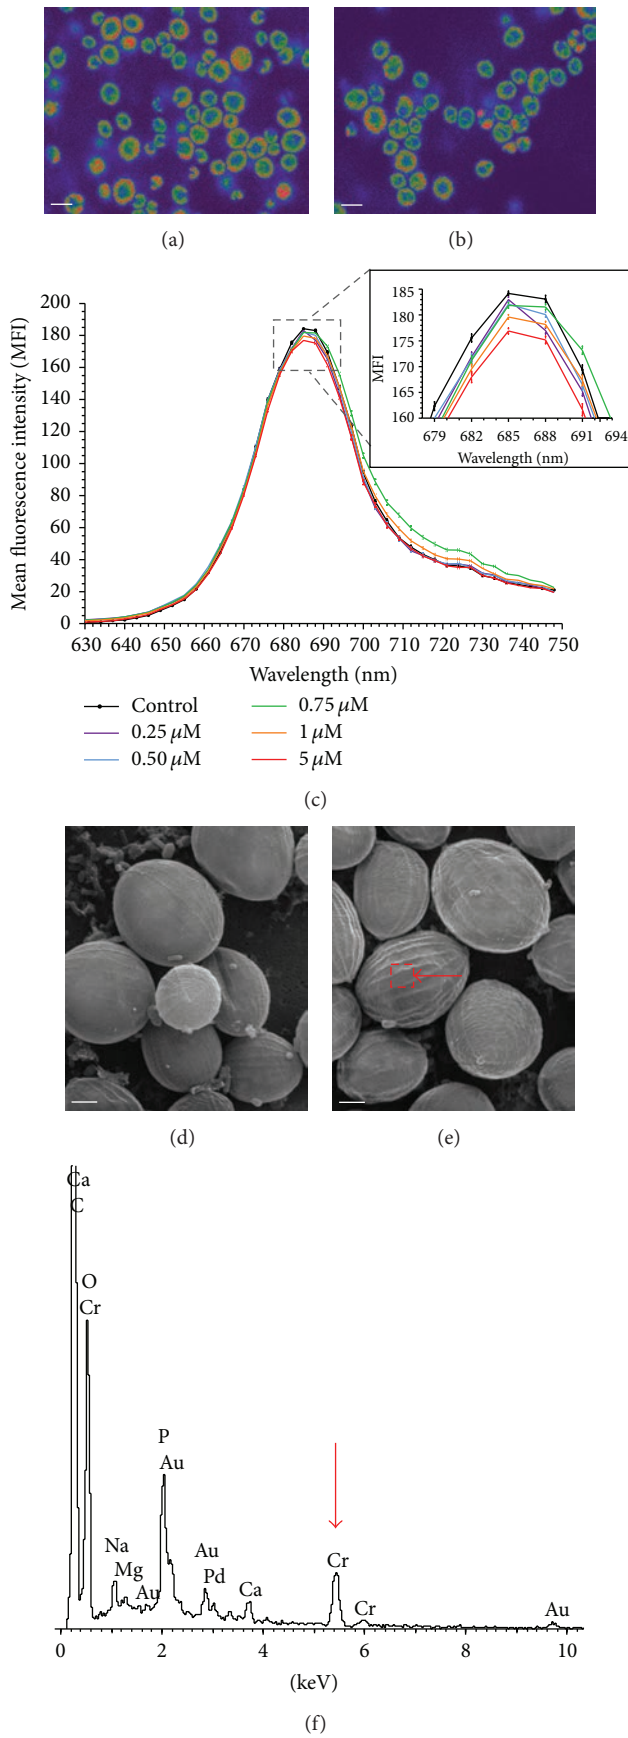 (a)
(b)
200
180
160
140
120
100
80
60
40
20
0
Mean fluorescence intensity (MFI)
630 640 650 660 670 680 690 700 710 720 730 740 750
Wavelength (nm)
185
180
175
170
165
160
MFI
679 682 685 688 691 694
Wavelength (nm)
Control
0.25 μM
0.50 μM
0.75 μM
1 μM
5 μM
(c)
(d)
(e)
Ca
C
O
Cr
P
Au
Na
Mg
Au
Au
Pd
Ca
Cr
Cr
Au
0 2 4 6 8 10
(keV)
(f)